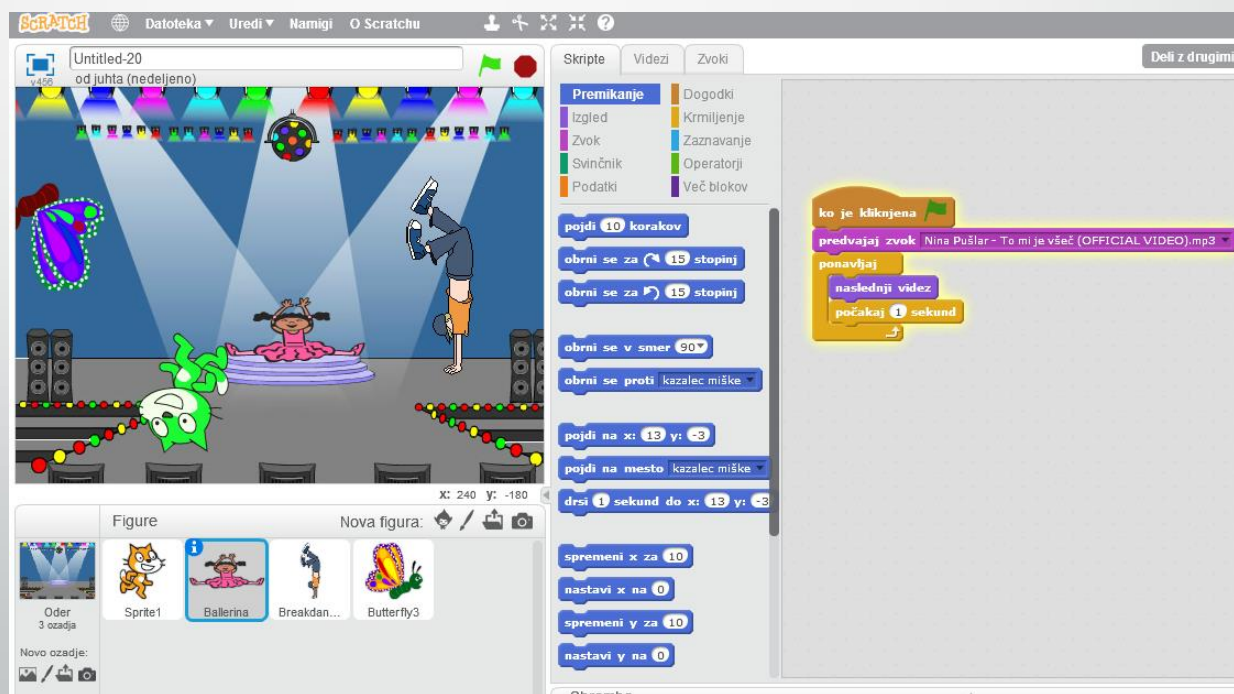 SCRATCH Datoteka Uredi Namigi O Scratchu
Untitled-20
od juhta (nedeljeno)
v456
x: 240 y: -180
Figure Nova figura:
Oder
3 ozadja
Novo ozadje:
Sprite1 Ballerina Breakdan... Butterfly3
Skripte Videzi Zvoki
Deli z drugimi
Premikanje Dogodki
Izgled Krmiljenje
Zvok Zaznavanje
Svinčnik Operatorji
Podatki Več blokov
pojdi 10 korakov
obrni se za 15 stopinj
obrni se za 15 stopinj
obrni se v smer 90
obrni se proti kazalec miške
pojdi na x: 13 y: -3
pojdi na mesto kazalec miške
drsi 1 sekund do x: 13 y: -3
spremeni x za 10
nastavi x na 0
spremeni y za 10
nastavi y na 0
ko je kliknjena
predvajaj zvok Nina Pušlar - To mi je všeč (OFFICIAL VIDEO).mp3
ponavljaj
naslednji videz
počakaj 1 sekund